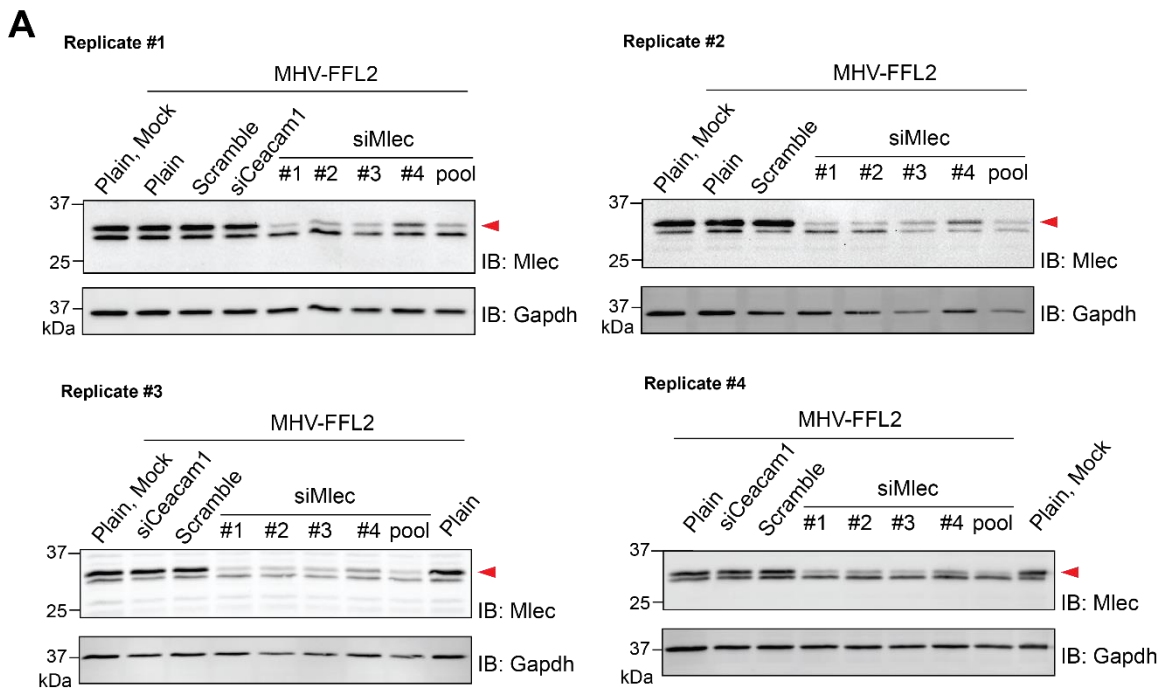 A
Replicate #1
MHV-FFL2
Plain, Mock
Plain
Scramble
siCeacam1
siMlec
#1 #2 #3 #4 pool
37
25
IB: Mlec
37
kDa
IB: Gapdh
Replicate #2
MHV-FFL2
Plain, Mock
Plain
Scramble
siMlec
#1 #2 #3 #4 pool
37
25
IB: Mlec
37
kDa
IB: Gapdh
Replicate #3
MHV-FFL2
Plain, Mock
siCeacam1
Scramble
siMlec
#1 #2 #3 #4 pool
Plain
37
25
IB: Mlec
37
kDa
IB: Gapdh
Replicate #4
MHV-FFL2
Plain
siCeacam1
Scramble
siMlec
#1 #2 #3 #4 pool
Plain, Mock
37
25
IB: Mlec
37
kDa
IB: Gapdh